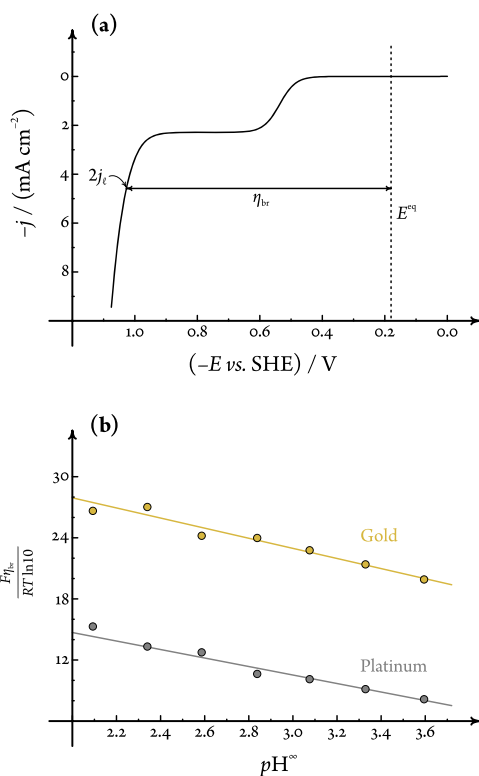 (a)
0
2
4
6
8
−j / (mA cm⁻²)
2jℓ
ηbr
E^eq
1.0 0.8 0.6 0.4 0.2 0.0
(−E vs. SHE) / V
(b)
30
24
18
12
Fηbr
RT ln10
Gold
Platinum
2.2 2.4 2.6 2.8 3.0 3.2 3.4 3.6
pH^∞